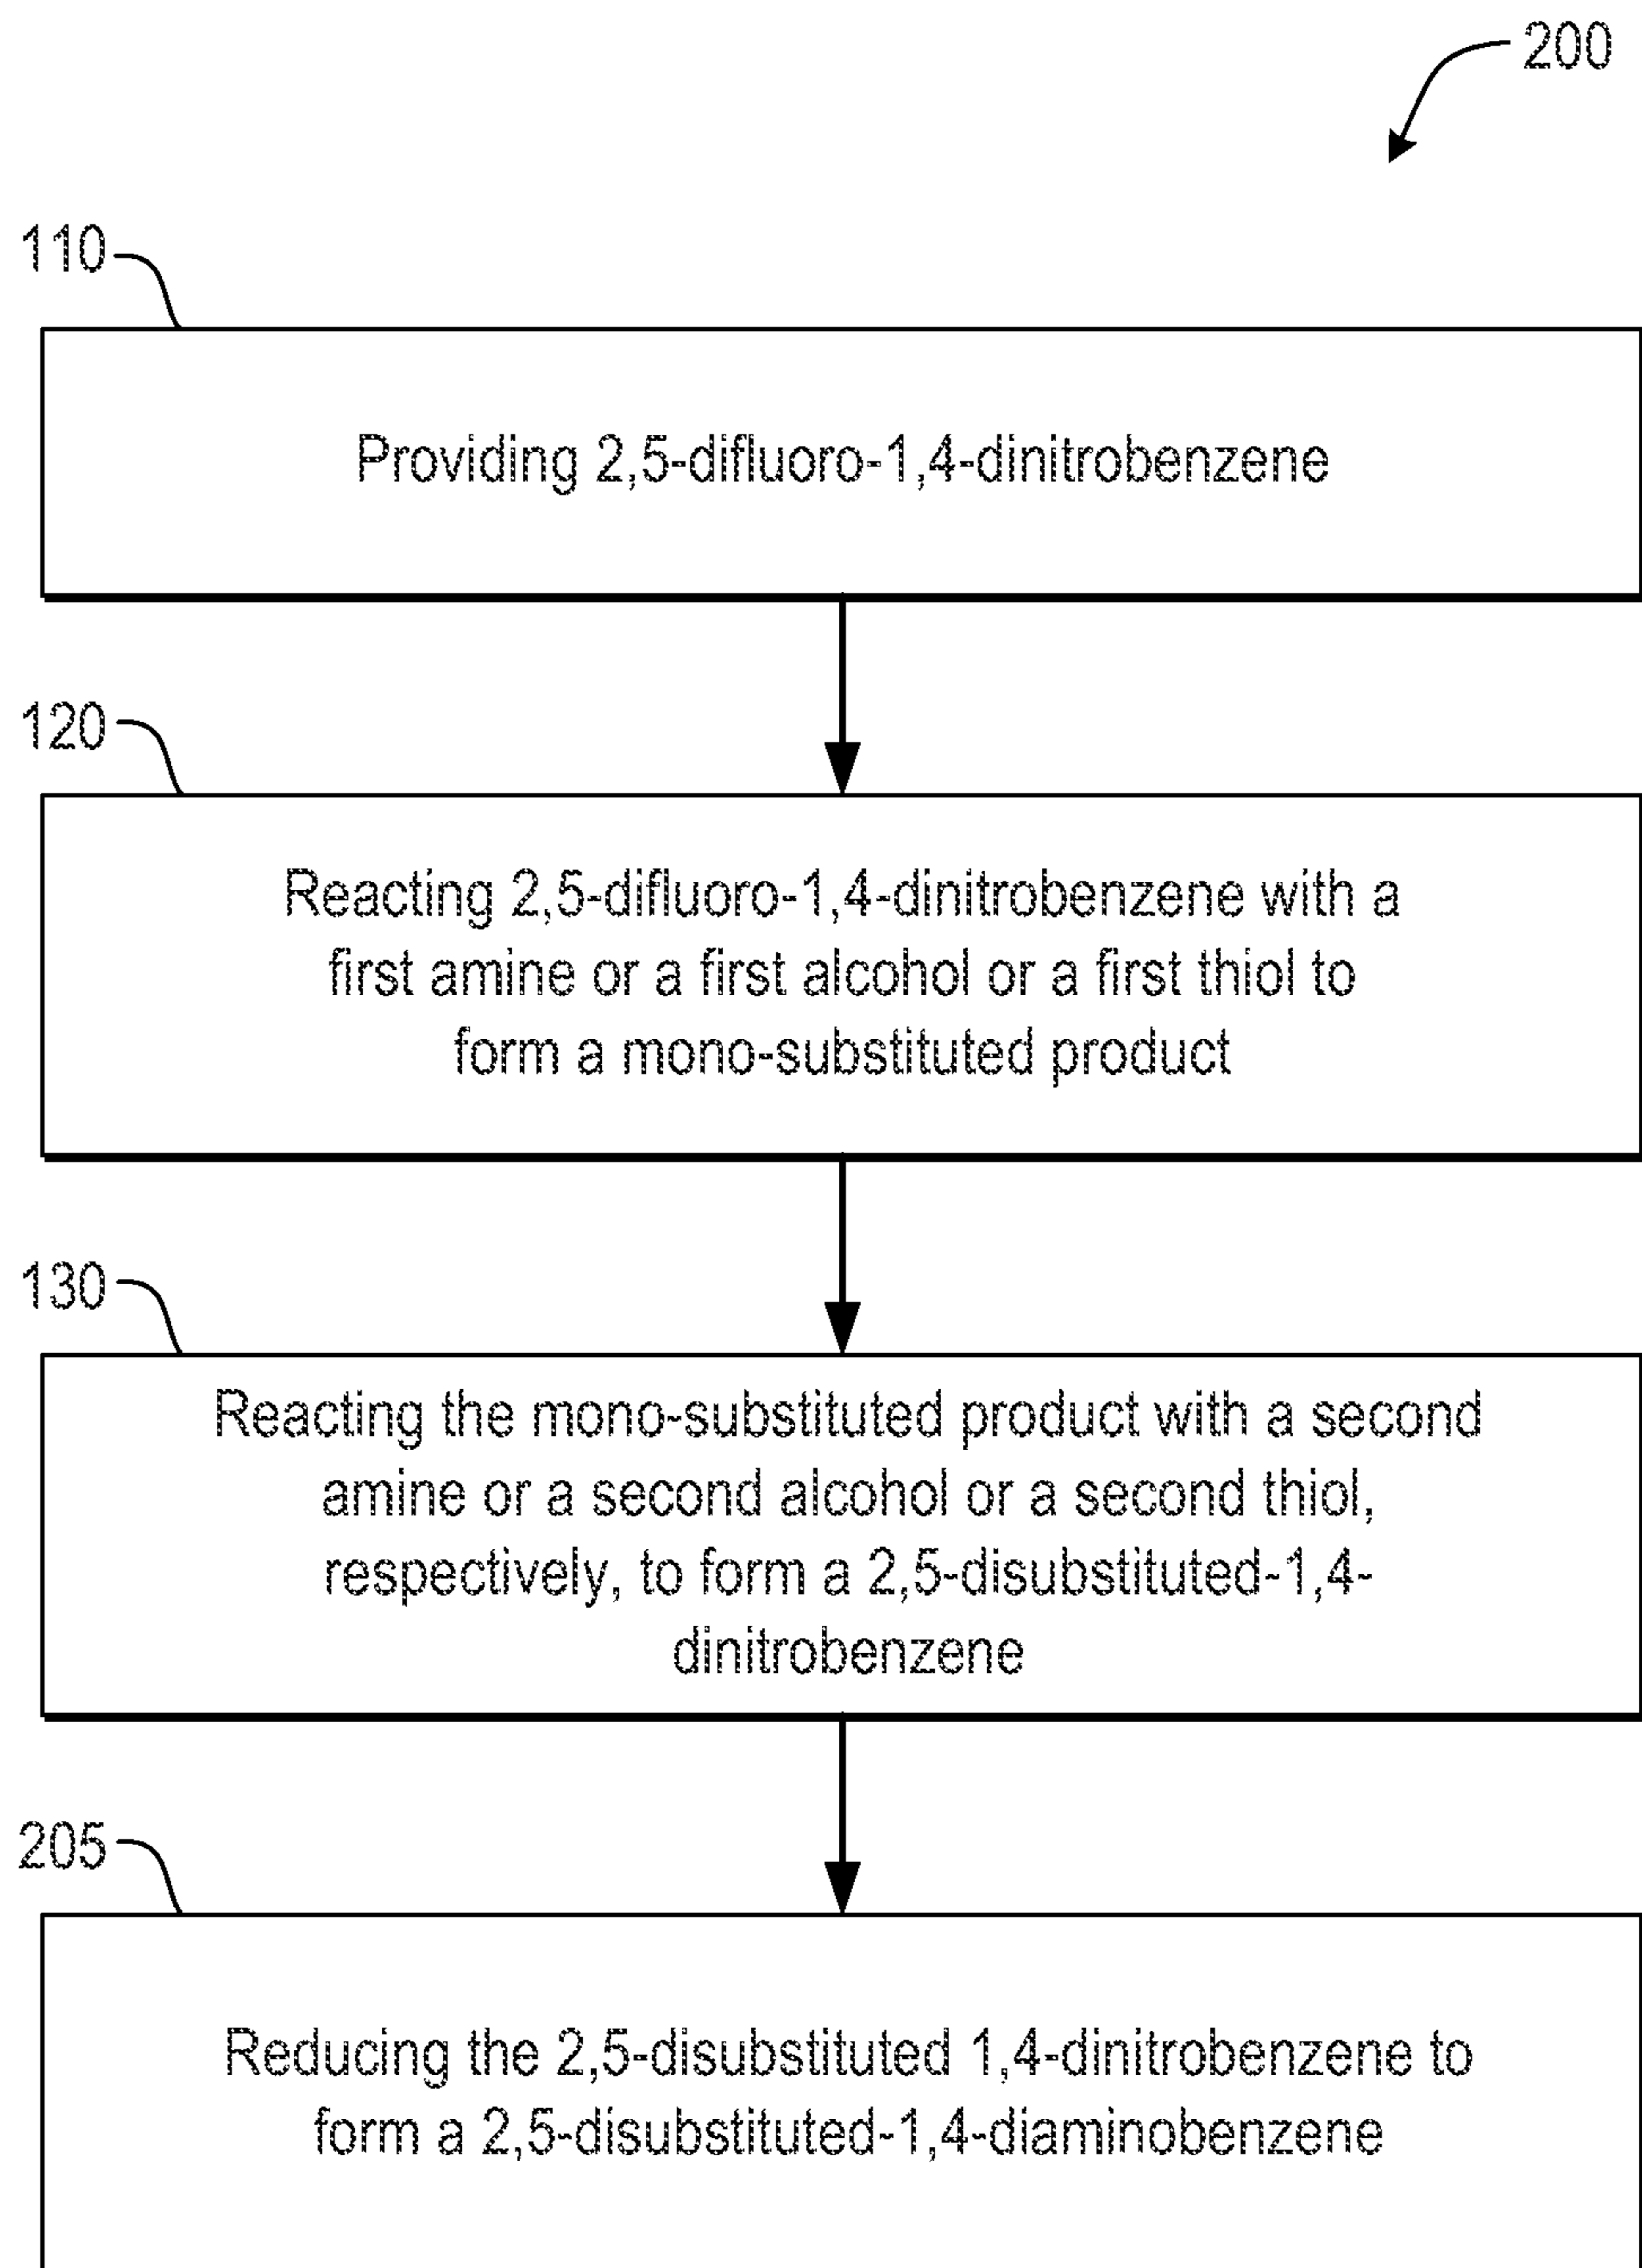 200
110
Providing 2,5-difluoro-1,4-dinitrobenzene
120
Reacting 2,5-difluoro-1,4-dinitrobenzene with a
first amine or a first alcohol or a first thiol to
form a mono-substituted product
130
Reacting the mono-substituted product with a second
amine or a second alcohol or a second thiol,
respectively, to form a 2,5-disubstituted-1,4-
dinitrobenzene
205
Reducing the 2,5-disubstituted 1,4-dinitrobenzene to
form a 2,5-disubstituted-1,4-diaminobenzene